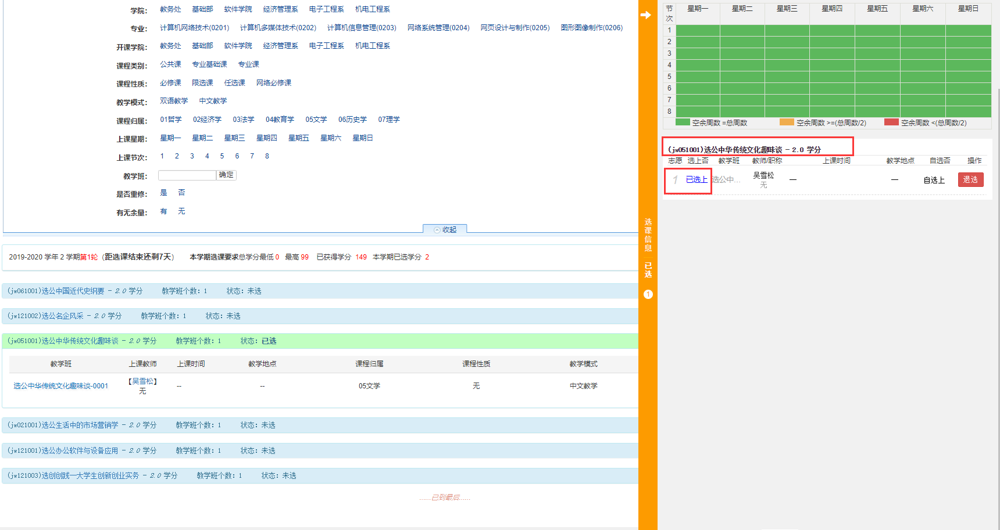 学院： 教务处 基础部 软件学院 经济管理系 电子工程系 机电工程系
专业： 计算机网络技术(0201) 计算机多媒体技术(0202) 计算机信息管理(0203) 网络系统管理(0204) 网页设计与制作(0205) 图形图像制作(0206)
开课学院： 教务处 基础部 软件学院 经济管理系 电子工程系 机电工程系
课程类别： 公共课 专业基础课 专业课
课程性质： 必修课 限选课 任选课 网络必修课
教学模式： 双语教学 中文教学
课程归属： 01哲学 02经济学 03法学 04教育学 05文学 06历史学 07理学
上课星期： 星期一 星期二 星期三 星期四 星期五 星期六 星期日
上课节次： 1 2 3 4 5 6 7 8
教学班： 确定
是否重修： 是 否
有无余量： 有 无
收起
2019-2020 学年 2 学期第1轮（距选课结束还剩7天） 本学期选课要求总学分最低 0 最高 99 已获得学分 149 本学期已选学分 2
(jw061001)选公中国近代史纲要 - 2.0 学分 教学班个数：1 状态：未选
(jw121002)选公名企风采 - 2.0 学分 教学班个数：1 状态：未选
(jw051001)选公中华传统文化趣味谈 - 2.0 学分 教学班个数：1 状态：已选
教学班 上课教师 上课时间 教学地点 课程归属 课程性质 教学模式
选公中华传统文化趣味谈-0001 【吴雪松】 -- -- 05文学 无 中文教学
无
(jw021001)选公生活中的市场营销学 - 2.0 学分 教学班个数：1 状态：未选
(jw121001)选公办公软件与设备应用 - 2.0 学分 教学班个数：1 状态：未选
(jw121003)选创创践一大学生创新创业实务 - 2.0 学分 教学班个数：1 状态：未选
......已到最后......
选课信息
已选
1
节次 星期一 星期二 星期三 星期四 星期五 星期六 星期日
1
2
3
4
5
6
7
8
空余周数 =总周数 空余周数 >=(总周数/2) 空余周数 <(总周数/2)
(jw051001)选公中华传统文化趣味谈 - 2.0 学分
志愿 选上否 教学班 教师/职称 上课时间 教学地点 自选否 操作
1 已选上 选公中... 吴雪松 — — 自选上 退选
无